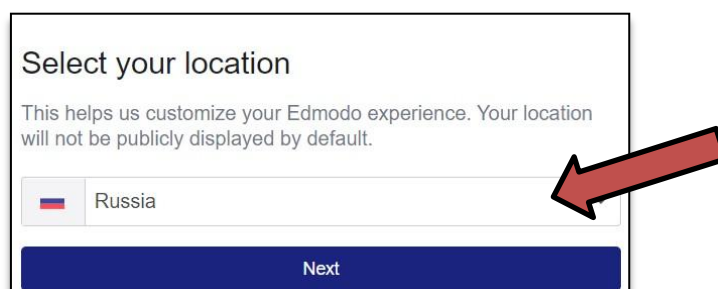 Select your location
This helps us customize your Edmodo experience. Your location
will not be publicly displayed by default.
Russia
Next